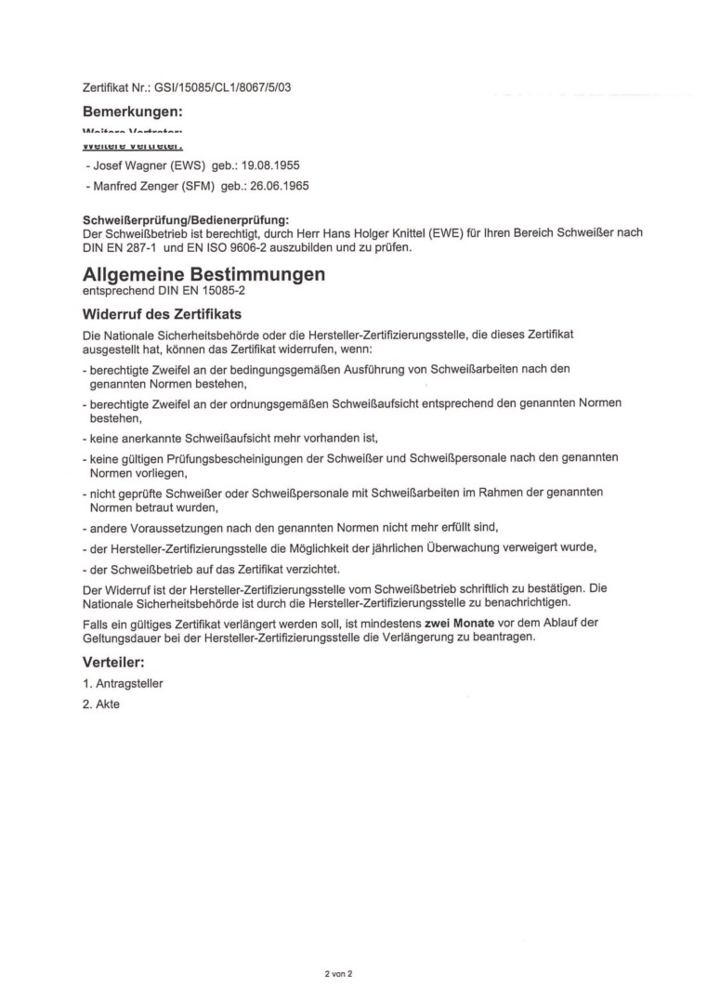 Zertifikat Nr.: GSI/15085/CL1/8067/5/03
Bemerkungen:
Weitere Vertreter:
Weitere Vertreter:
- Josef Wagner (EWS) geb.: 19.08.1955
- Manfred Zenger (SFM) geb.: 26.06.1965
Schweißerprüfung/Bedienerprüfung:
Der Schweißbetrieb ist berechtigt, durch Herr Hans Holger Knittel (EWE) für Ihren Bereich Schweißer nach
DIN EN 287-1 und EN ISO 9606-2 auszubilden und zu prüfen.
Allgemeine Bestimmungen
entsprechend DIN EN 15085-2
Widerruf des Zertifikats
Die Nationale Sicherheitsbehörde oder die Hersteller-Zertifizierungsstelle, die dieses Zertifikat
ausgestellt hat, können das Zertifikat widerrufen, wenn:
- berechtigte Zweifel an der bedingungsgemäßen Ausführung von Schweißarbeiten nach den
genannten Normen bestehen,
- berechtigte Zweifel an der ordnungsgemäßen Schweißaufsicht entsprechend den genannten Normen
bestehen,
- keine anerkannte Schweißaufsicht mehr vorhanden ist,
- keine gültigen Prüfungsbescheinigungen der Schweißer und Schweißpersonale nach den genannten
Normen vorliegen,
- nicht geprüfte Schweißer oder Schweißpersonale mit Schweißarbeiten im Rahmen der genannten
Normen betraut wurden,
- andere Voraussetzungen nach den genannten Normen nicht mehr erfüllt sind,
- der Hersteller-Zertifizierungsstelle die Möglichkeit der jährlichen Überwachung verweigert wurde,
- der Schweißbetrieb auf das Zertifikat verzichtet.
Der Widerruf ist der Hersteller-Zertifizierungsstelle vom Schweißbetrieb schriftlich zu bestätigen. Die
Nationale Sicherheitsbehörde ist durch die Hersteller-Zertifizierungsstelle zu benachrichtigen.
Falls ein gültiges Zertifikat verlängert werden soll, ist mindestens zwei Monate vor dem Ablauf der
Geltungsdauer bei der Hersteller-Zertifizierungsstelle die Verlängerung zu beantragen.
Verteiler:
1. Antragsteller
2. Akte
2 von 2